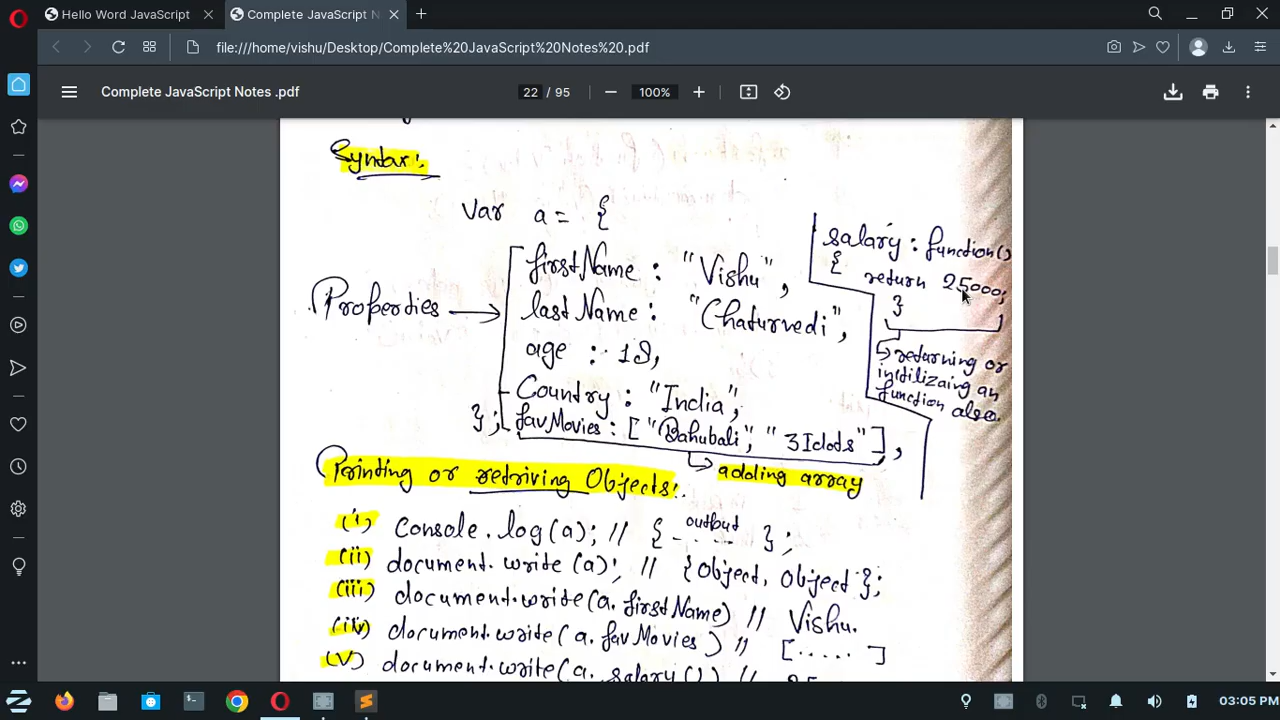 Hello Word JavaScript
Complete JavaScript N
file:///home/vishu/Desktop/Complete%20JavaScript%20Notes%20.pdf
Complete JavaScript Notes .pdf
22 / 95
100%
Syntax:
Var a = {
Properties
firstName : "Vishu",
lastName : "Chaturvedi",
age : 18,
Country : "India",
favMovies : ["Bahubali", "3Idots"],
};
adding array
salary : function()
{
return 25000;
}
returning or
initilizaing an
function also.
Printing or retriving Objects:
(i) Console.log(a); // { ..... };
output
(ii) document.write(a); // {Object, Object};
(iii) document.write(a.firstName) // Vishu.
(iv) document.write(a.favMovies) // [.....]
(v) document.write(a.salary()) //
03:05 PM